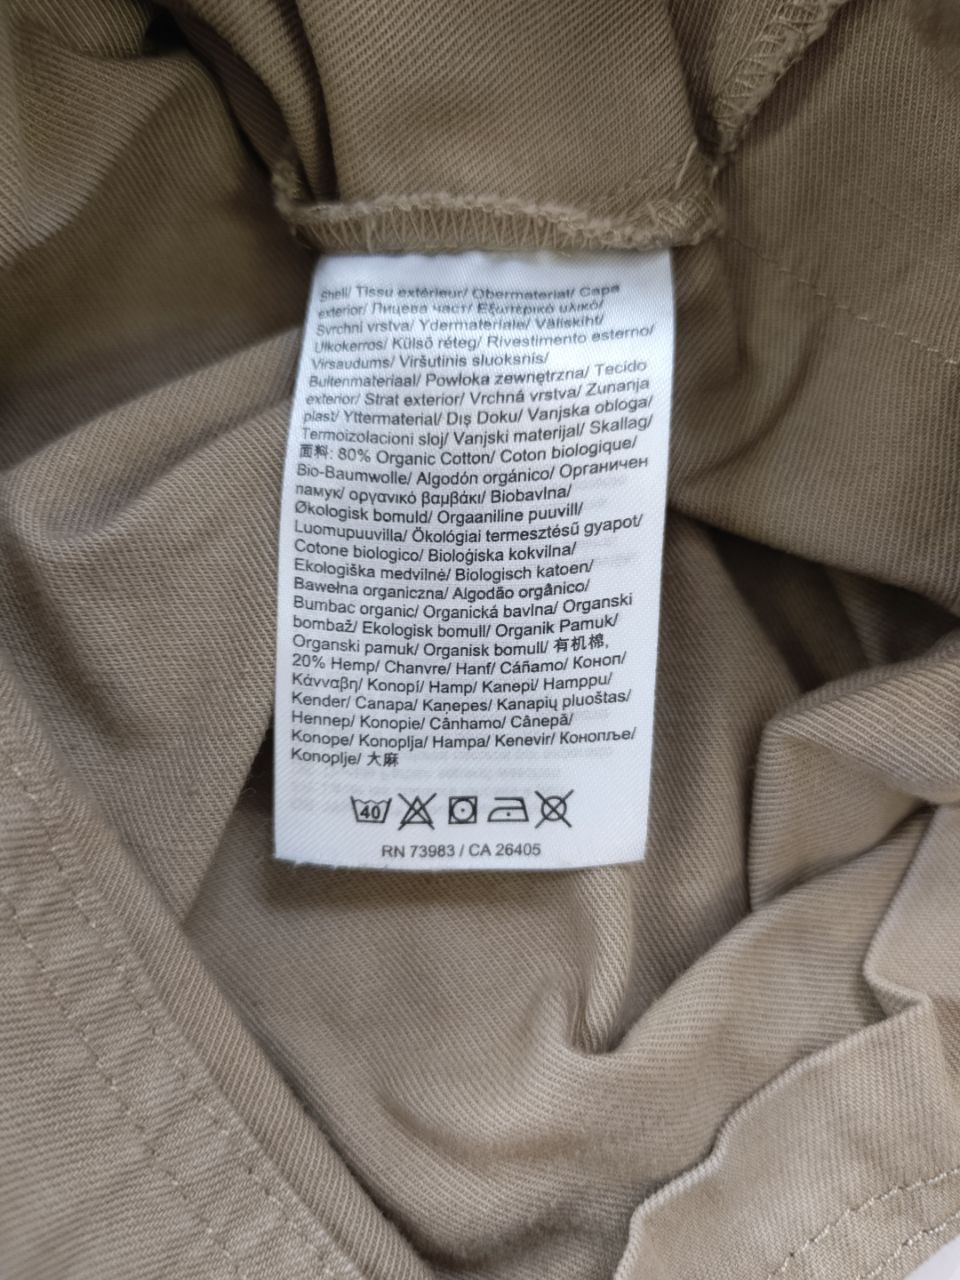 Shell/ Tissu extérieur/ Obermaterial/ Capa
exterior/ Лицева част/ Εξωτερικό υλικό/
Svrchni vrstva/ Ydermateriale/ Väliskiht/
Ulkokerros/ Külső réteg/ Rivestimento esterno/
Virsaudums/ Viršutinis sluoksnis/
Buitenmateriaal/ Powłoka zewnętrzna/ Tecido
exterior/ Strat exterior/ Vrchná vrstva/ Zunanja
plast/ Yttermaterial/ Dış Doku/ Vanjska obloga/
Termoizolacioni sloj/ Vanjski materijal/ Skallag/
面料: 80% Organic Cotton/ Coton biologique/
Bio-Baumwolle/ Algodón orgánico/ Органичен
памук/ οργανικό βαμβάκι/ Biobavlna/
Økologisk bomuld/ Orgaaniline puuvill/
Luomupuuvilla/ Ökológiai termesztésű gyapot/
Cotone biologico/ Bioloģiska kokvilna/
Ekologiška medvilnė/ Biologisch katoen/
Bawełna organiczna/ Algodão orgânico/
Bumbac organic/ Organická bavlna/ Organski
bombaž/ Ekologisk bomull/ Organik Pamuk/
Organski pamuk/ Organisk bomull/ 有机棉,
20% Hemp/ Chanvre/ Hanf/ Cáñamo/ Коноп/
Κάνναβη/ Konopí/ Hamp/ Kanepi/ Hamppu/
Kender/ Canapa/ Kaņepes/ Kanapių pluoštas/
Hennep/ Konopie/ Cânhamo/ Cânepă/
Konope/ Konoplja/ Hampa/ Kenevir/ Конопље/
Konoplje/ 大麻
40
RN 73983 / CA 26405